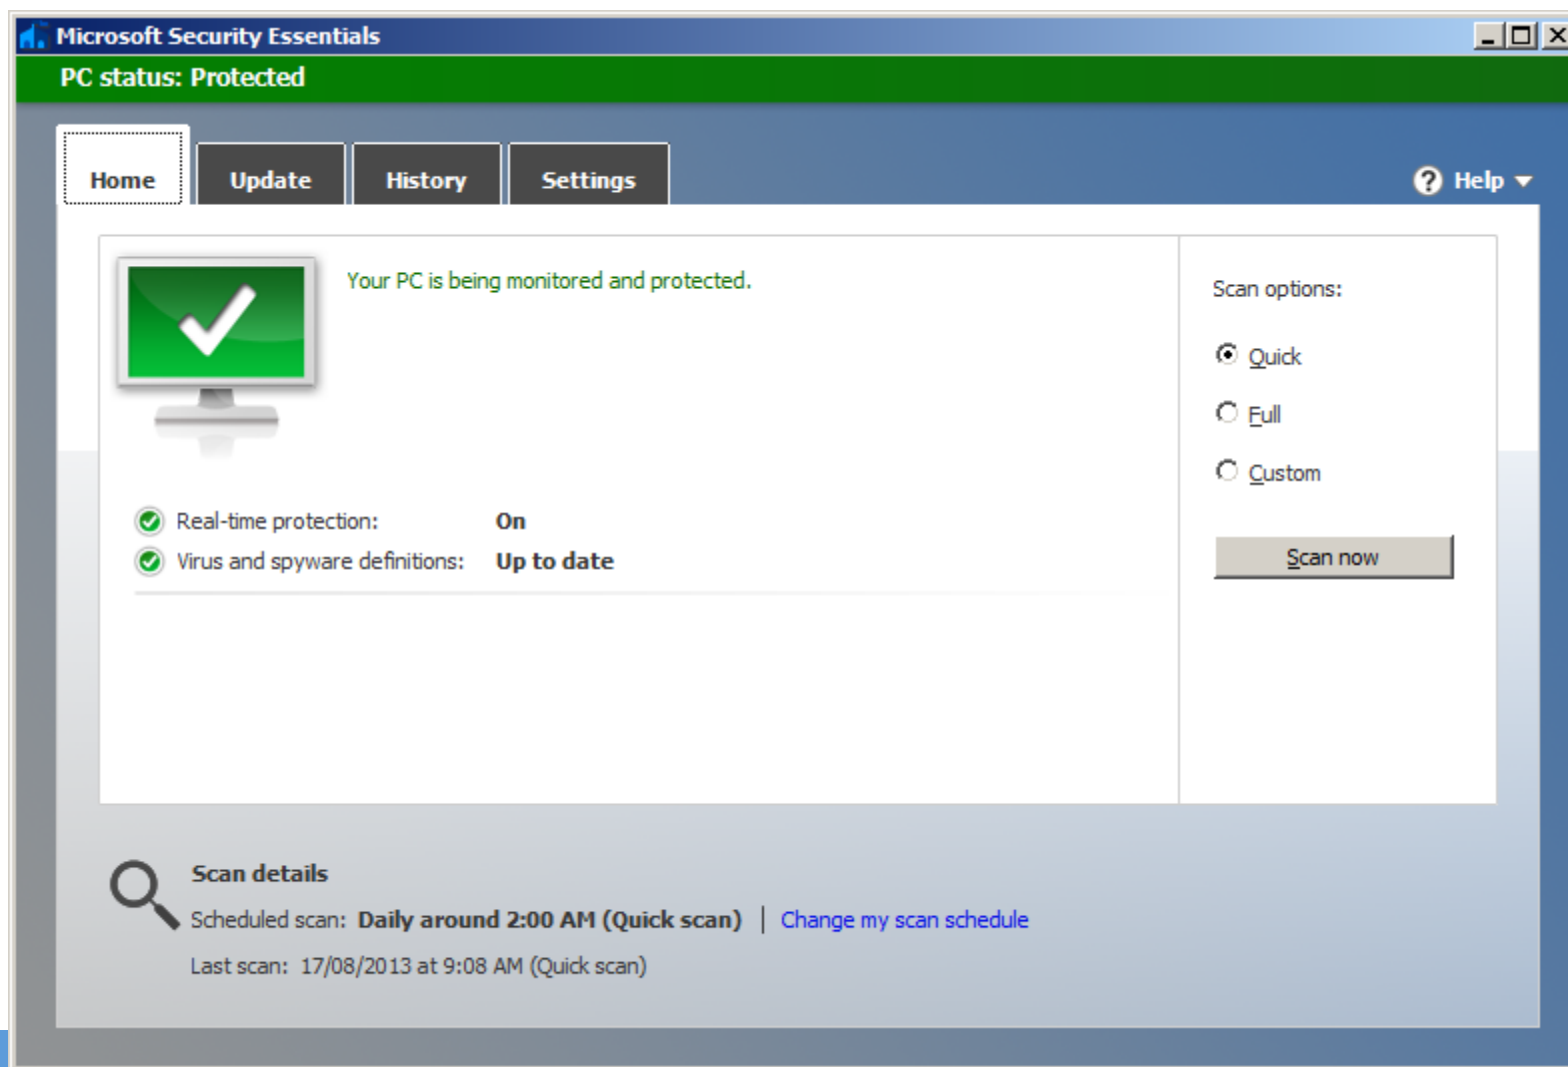 Microsoft Security Essentials
PC status: Protected
Home Update History Settings Help
Your PC is being monitored and protected.
Scan options:
Quick
Full
Custom
Real-time protection: On
Virus and spyware definitions: Up to date
Scan now
Scan details
Scheduled scan: Daily around 2:00 AM (Quick scan) | Change my scan schedule
Last scan: 17/08/2013 at 9:08 AM (Quick scan)